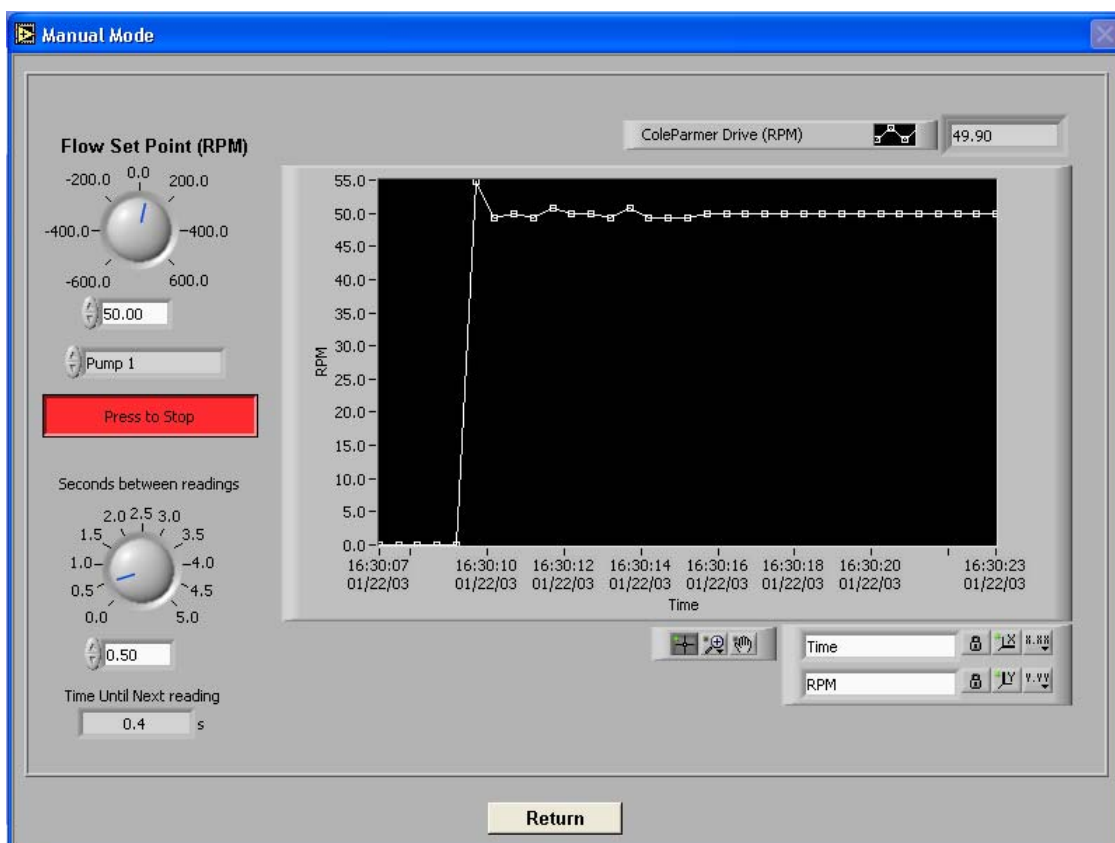 Manual Mode
ColeParmer Drive (RPM)
49.90
Flow Set Point (RPM)
-200.0 0.0 200.0
-400.0 -400.0
-600.0 600.0
50.00
Pump 1
Press to Stop
Seconds between readings
2.0 2.5 3.0
1.5 3.5
1.0 -4.0
0.5 4.5
0.0 5.0
0.50
Time Until Next reading
0.4 s
RPM
55.0
50.0
45.0
40.0
35.0
30.0
25.0
20.0
15.0
10.0
5.0
0.0
16:30:07 16:30:10 16:30:12 16:30:14 16:30:16 16:30:18 16:30:20 16:30:23
01/22/03 01/22/03 01/22/03 01/22/03 01/22/03 01/22/03 01/22/03 01/22/03
Time
Time X X.XX
RPM Y Y.YY
Return